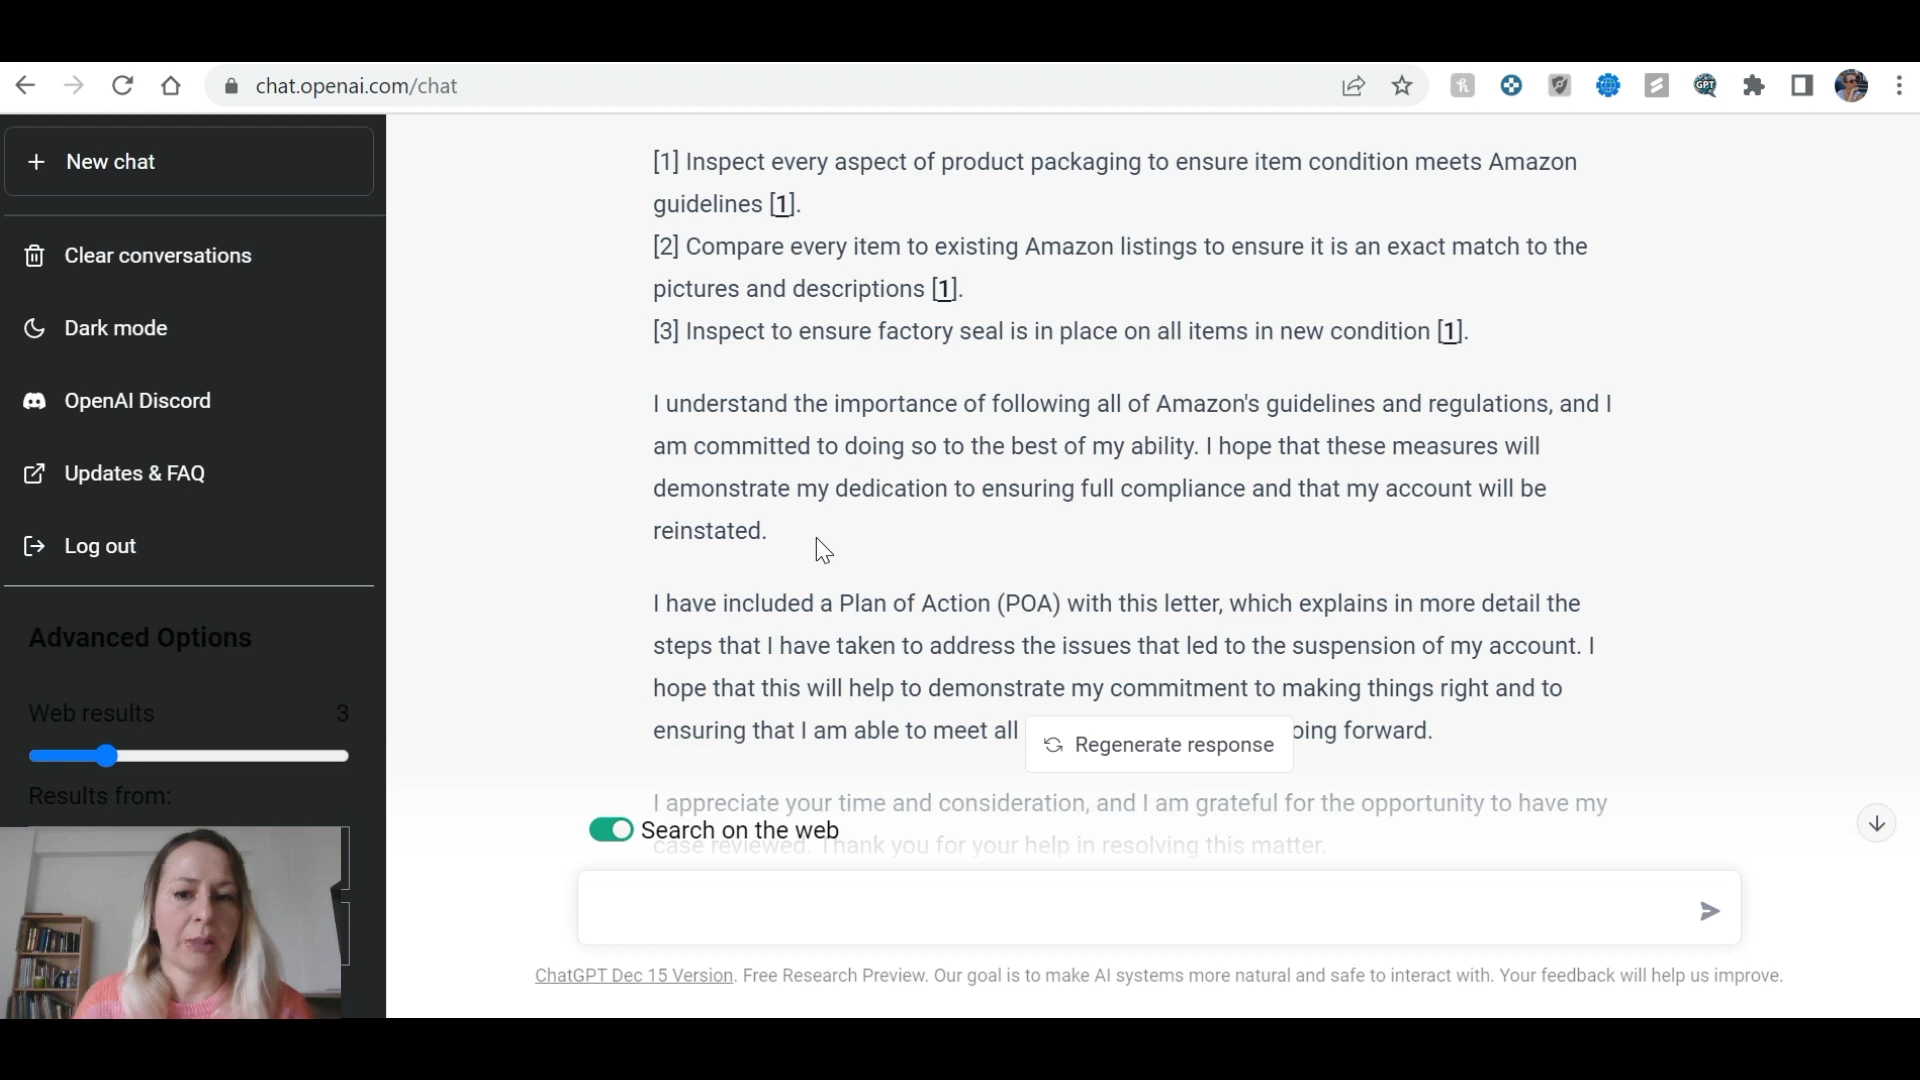 chat.openai.com/chat
New chat
Clear conversations
Dark mode
OpenAI Discord
Updates & FAQ
Log out
Advanced Options
Web results 3
Results from:
[1] Inspect every aspect of product packaging to ensure item condition meets Amazon
guidelines [1].
[2] Compare every item to existing Amazon listings to ensure it is an exact match to the
pictures and descriptions [1].
[3] Inspect to ensure factory seal is in place on all items in new condition [1].
I understand the importance of following all of Amazon's guidelines and regulations, and I
am committed to doing so to the best of my ability. I hope that these measures will
demonstrate my dedication to ensuring full compliance and that my account will be
reinstated.
I have included a Plan of Action (POA) with this letter, which explains in more detail the
steps that I have taken to address the issues that led to the suspension of my account. I
hope that this will help to demonstrate my commitment to making things right and to
ensuring that I am able to meet all oing forward.
Regenerate response
I appreciate your time and consideration, and I am grateful for the opportunity to have my
case reviewed. Thank you for your help in resolving this matter.
Search on the web
ChatGPT Dec 15 Version. Free Research Preview. Our goal is to make AI systems more natural and safe to interact with. Your feedback will help us improve.